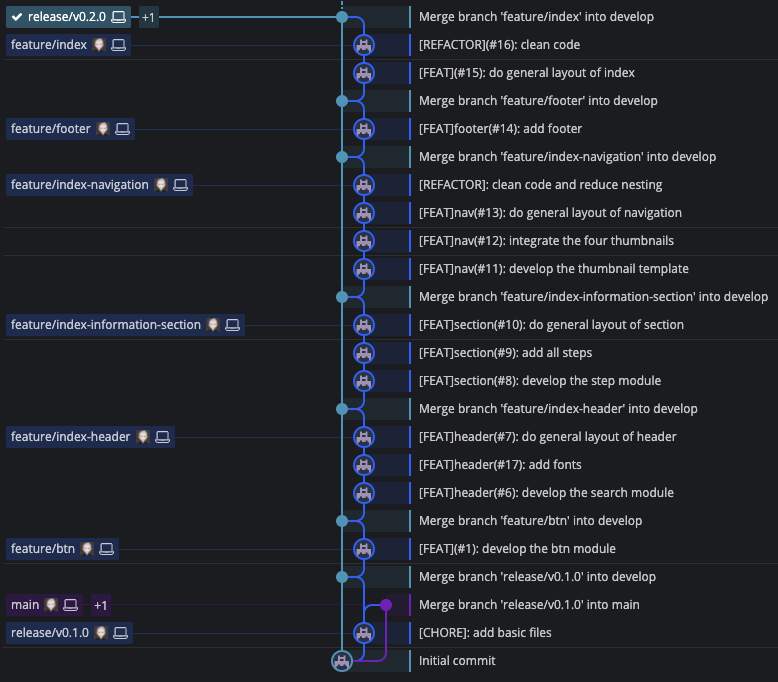 release/v0.2.0 +1 Merge branch 'feature/index' into develop
feature/index [REFACTOR](#16): clean code
[FEAT](#15): do general layout of index
Merge branch 'feature/footer' into develop
feature/footer [FEAT]footer(#14): add footer
Merge branch 'feature/index-navigation' into develop
feature/index-navigation [REFACTOR]: clean code and reduce nesting
[FEAT]nav(#13): do general layout of navigation
[FEAT]nav(#12): integrate the four thumbnails
[FEAT]nav(#11): develop the thumbnail template
Merge branch 'feature/index-information-section' into develop
feature/index-information-section [FEAT]section(#10): do general layout of section
[FEAT]section(#9): add all steps
[FEAT]section(#8): develop the step module
Merge branch 'feature/index-header' into develop
feature/index-header [FEAT]header(#7): do general layout of header
[FEAT]header(#17): add fonts
[FEAT]header(#6): develop the search module
Merge branch 'feature/btn' into develop
feature/btn [FEAT](#1): develop the btn module
Merge branch 'release/v0.1.0' into develop
main +1 Merge branch 'release/v0.1.0' into main
release/v0.1.0 [CHORE]: add basic files
Initial commit